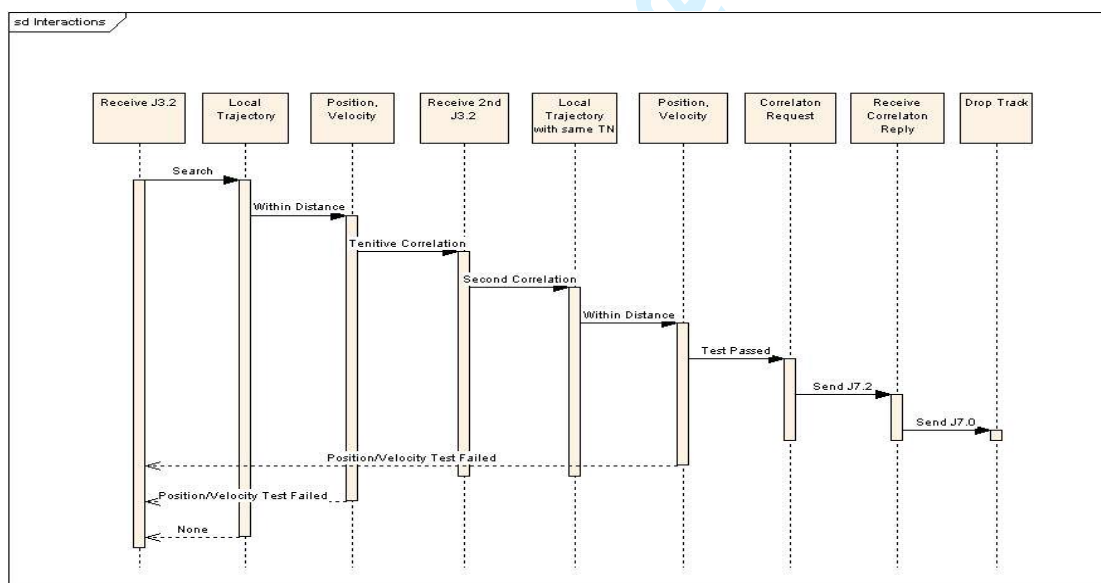 sd Interactions
Receive J3.2
Local
Trajectory
Position,
Velocity
Receive 2nd
J3.2
Local
Trajectory
with same TN
Position,
Velocity
Correlaton
Request
Receive
Correlaton
Reply
Drop Track
Search
Within Distance
Tenitive Correlation
Second Correlation
Within Distance
Test Passed
Send J7.2
Send J7.0
Position/Velocity Test Failed
Position/Velocity Test Failed
None